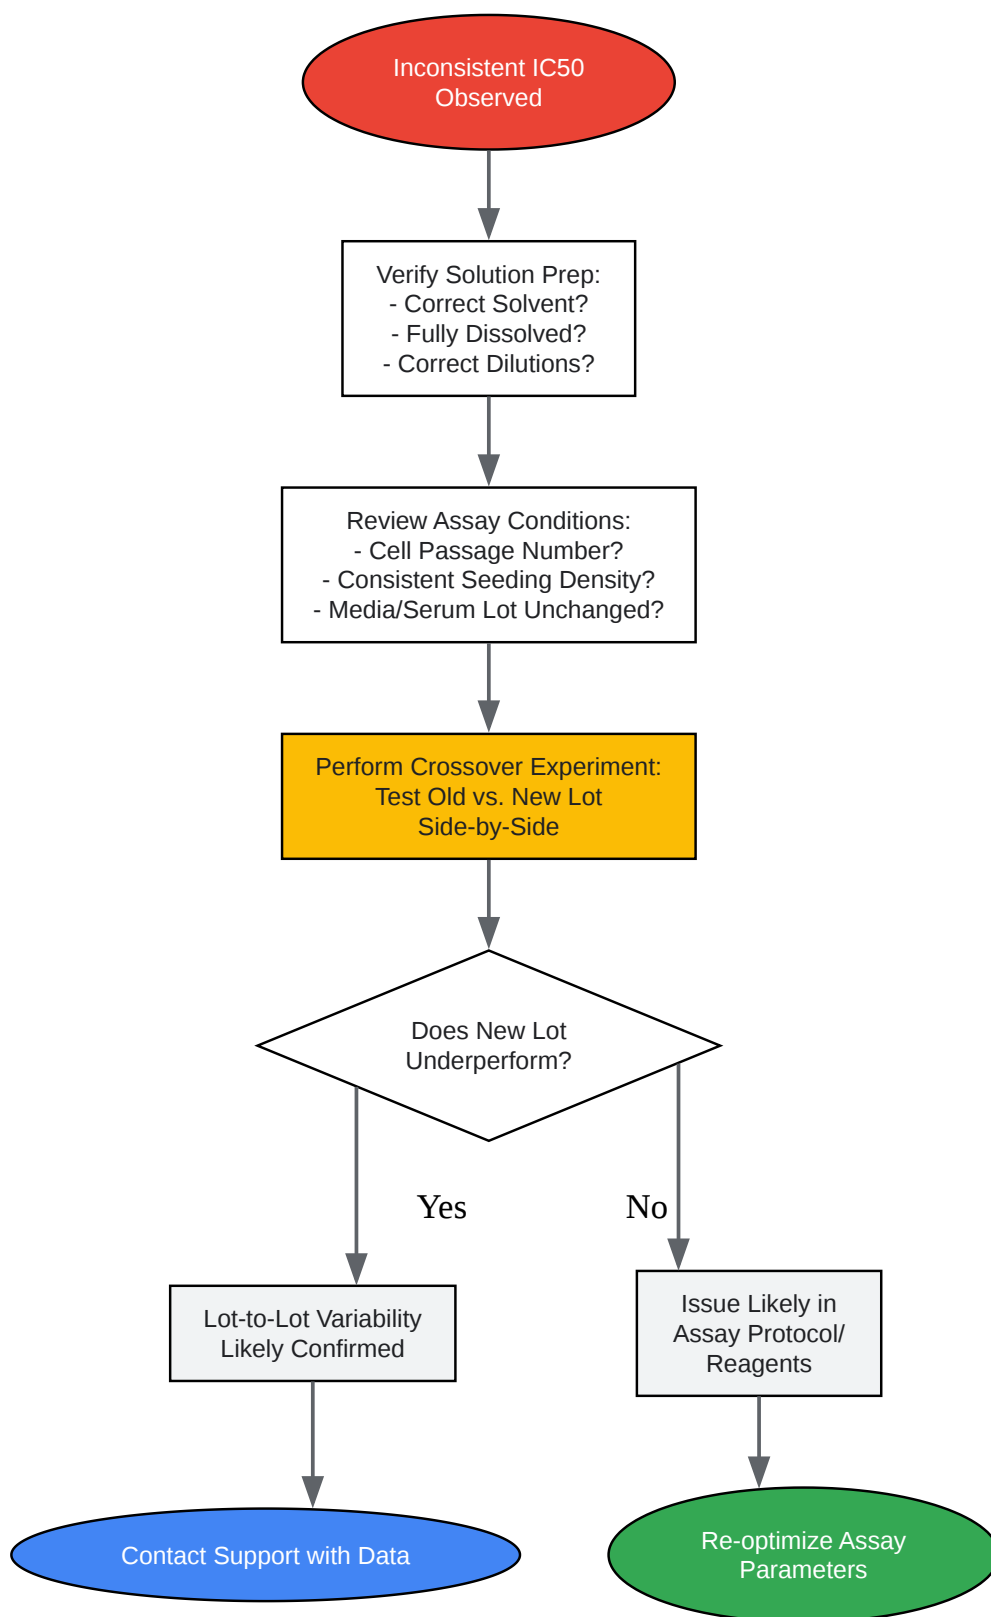 Inconsistent IC50
Observed
Verify Solution Prep:
- Correct Solvent?
- Fully Dissolved?
- Correct Dilutions?
Review Assay Conditions:
- Cell Passage Number?
- Consistent Seeding Density?
- Media/Serum Lot Unchanged?
Perform Crossover Experiment:
Test Old vs. New Lot
Side-by-Side
Does New Lot
Underperform?
Yes
No
Lot-to-Lot Variability
Likely Confirmed
Issue Likely in
Assay Protocol/
Reagents
Contact Support with Data
Re-optimize Assay
Parameters